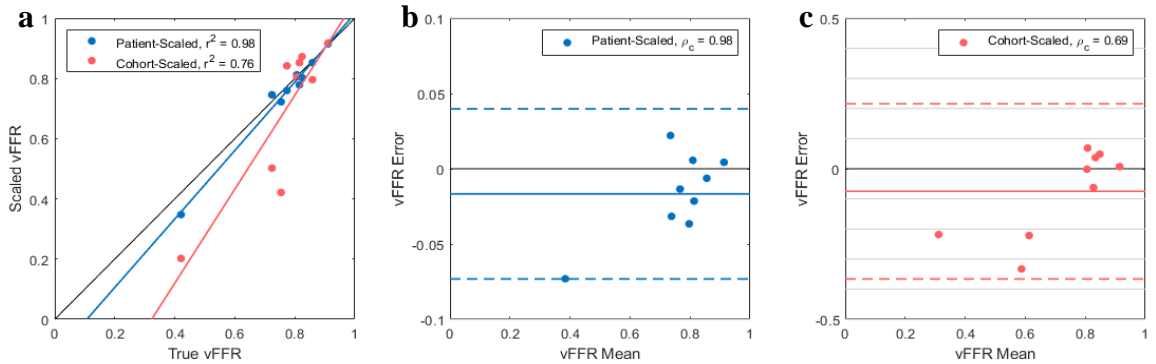 a
Patient-Scaled, r² = 0.98
Cohort-Scaled, r² = 0.76
Scaled vFFR
1
0.8
0.6
0.4
0.2
0
0 0.2 0.4 0.6 0.8 1
True vFFR
b
Patient-Scaled, ρc = 0.98
vFFR Error
0.1
0.05
0
-0.05
-0.1
0 0.2 0.4 0.6 0.8 1
vFFR Mean
c
Cohort-Scaled, ρc = 0.69
vFFR Error
0.5
0
-0.5
0 0.2 0.4 0.6 0.8 1
vFFR Mean